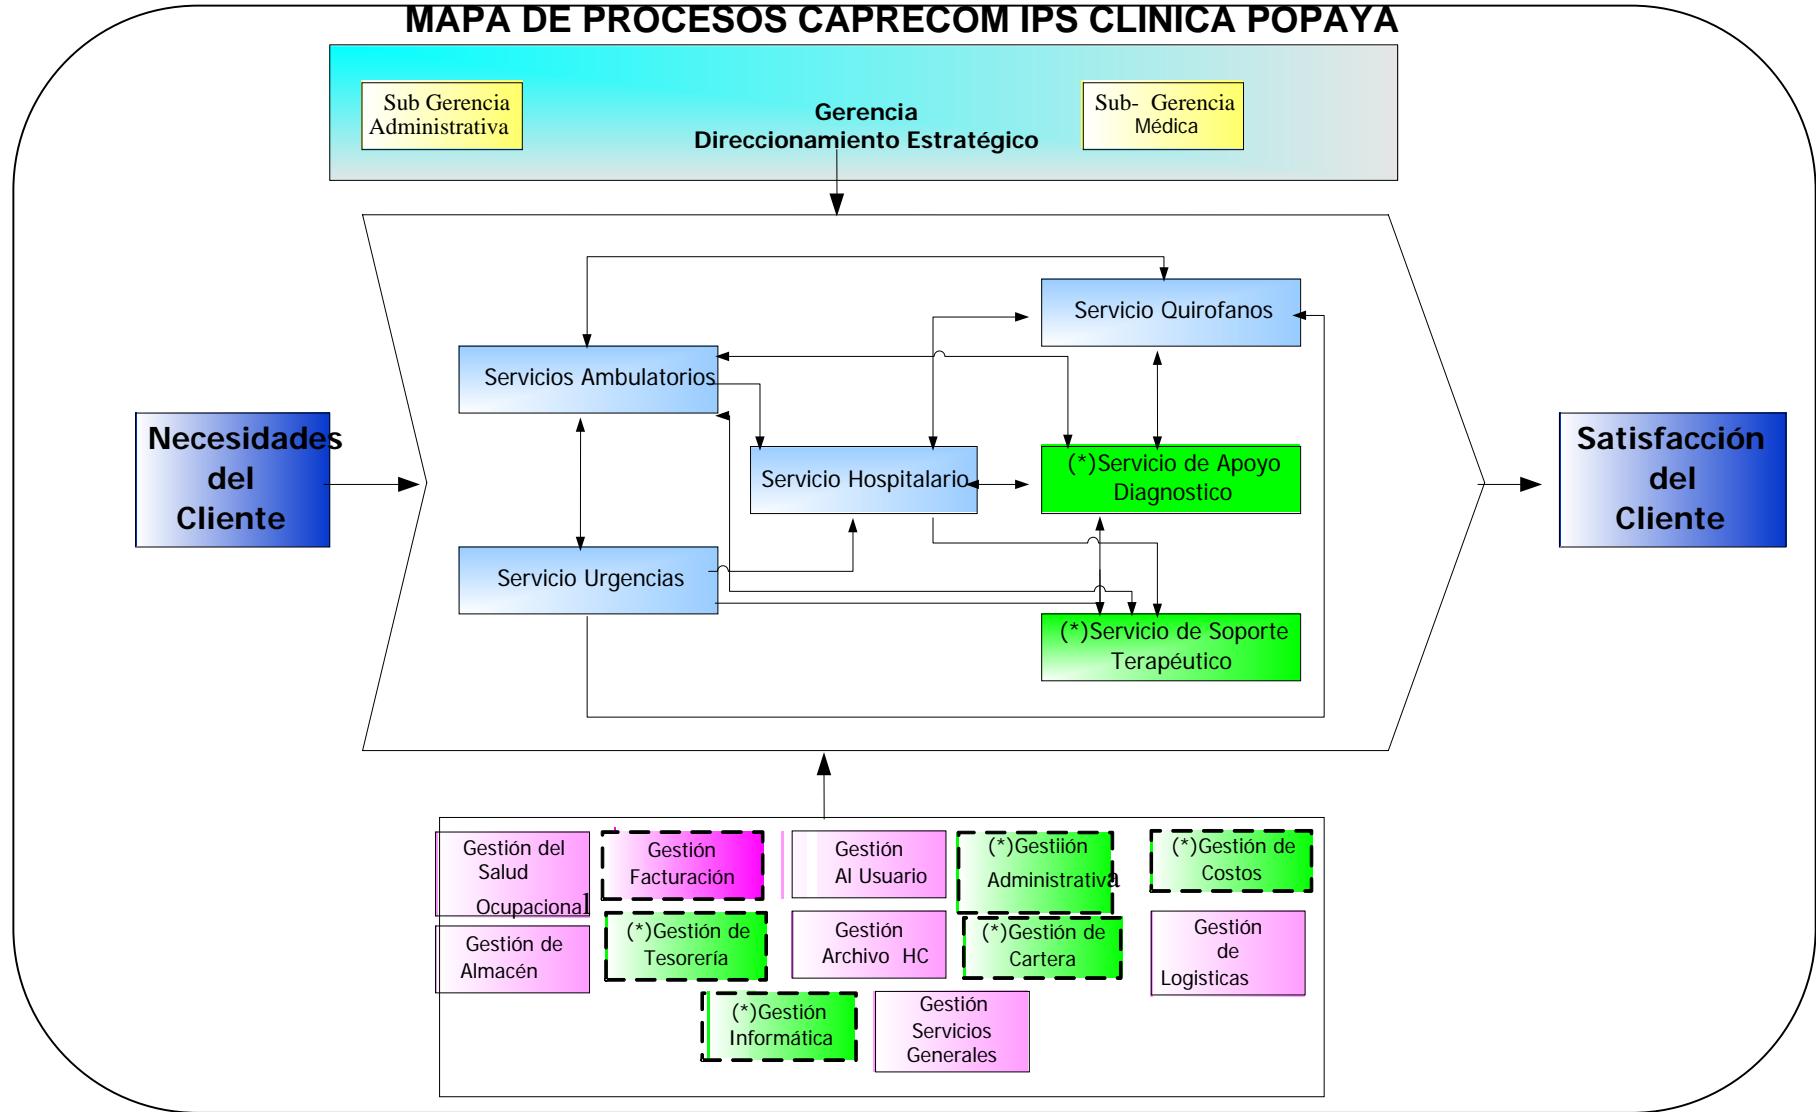 MAPA DE PROCESOS CAPRECOM IPS CLINICA POPAYA
Sub Gerencia
Administrativa
Gerencia
Direccionamiento Estratégico
Sub- Gerencia
Médica
Servicio Quirofanos
Servicios Ambulatorios
Necesidades
del
Cliente
Servicio Hospitalario
(*)Servicio de Apoyo
Diagnostico
Satisfacción
del
Cliente
Servicio Urgencias
(*)Servicio de Soporte
Terapéutico
Gestión del
Salud
Ocupacional
Gestión
Facturación
Gestión
Al Usuario
(*)Gestiión
Administrativa
(*)Gestión de
Costos
Gestión de
Almacén
(*)Gestión de
Tesorería
Gestión
Archivo HC
(*)Gestión de
Cartera
Gestión
de
Logisticas
(*)Gestión
Informática
Gestión
Servicios
Generales